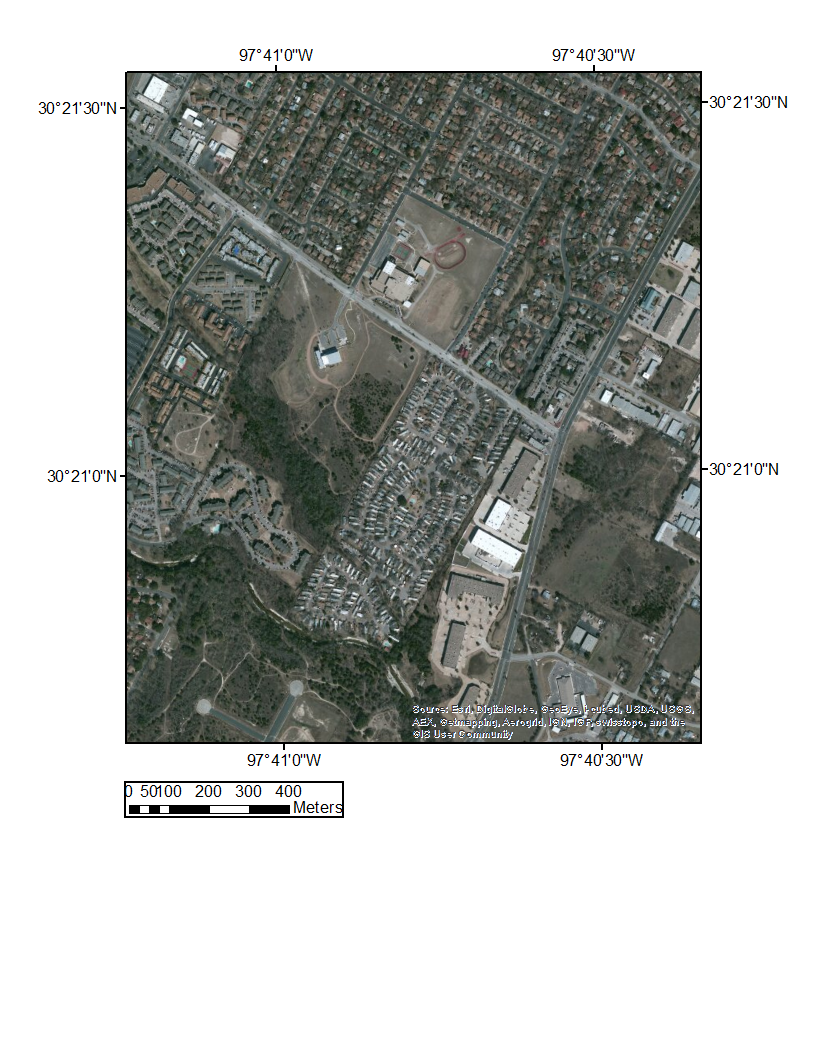 97°41'0"W 97°40'30"W
30°21'30"N 30°21'30"N
30°21'0"N 30°21'0"N
Source: Esri, DigitalGlobe, GeoEye, i-cubed, USDA, USGS,
AEX, Getmapping, Aerogrid, IGN, IGP, swisstopo, and the
GIS User Community
97°41'0"W 97°40'30"W
0 50100 200 300 400
Meters